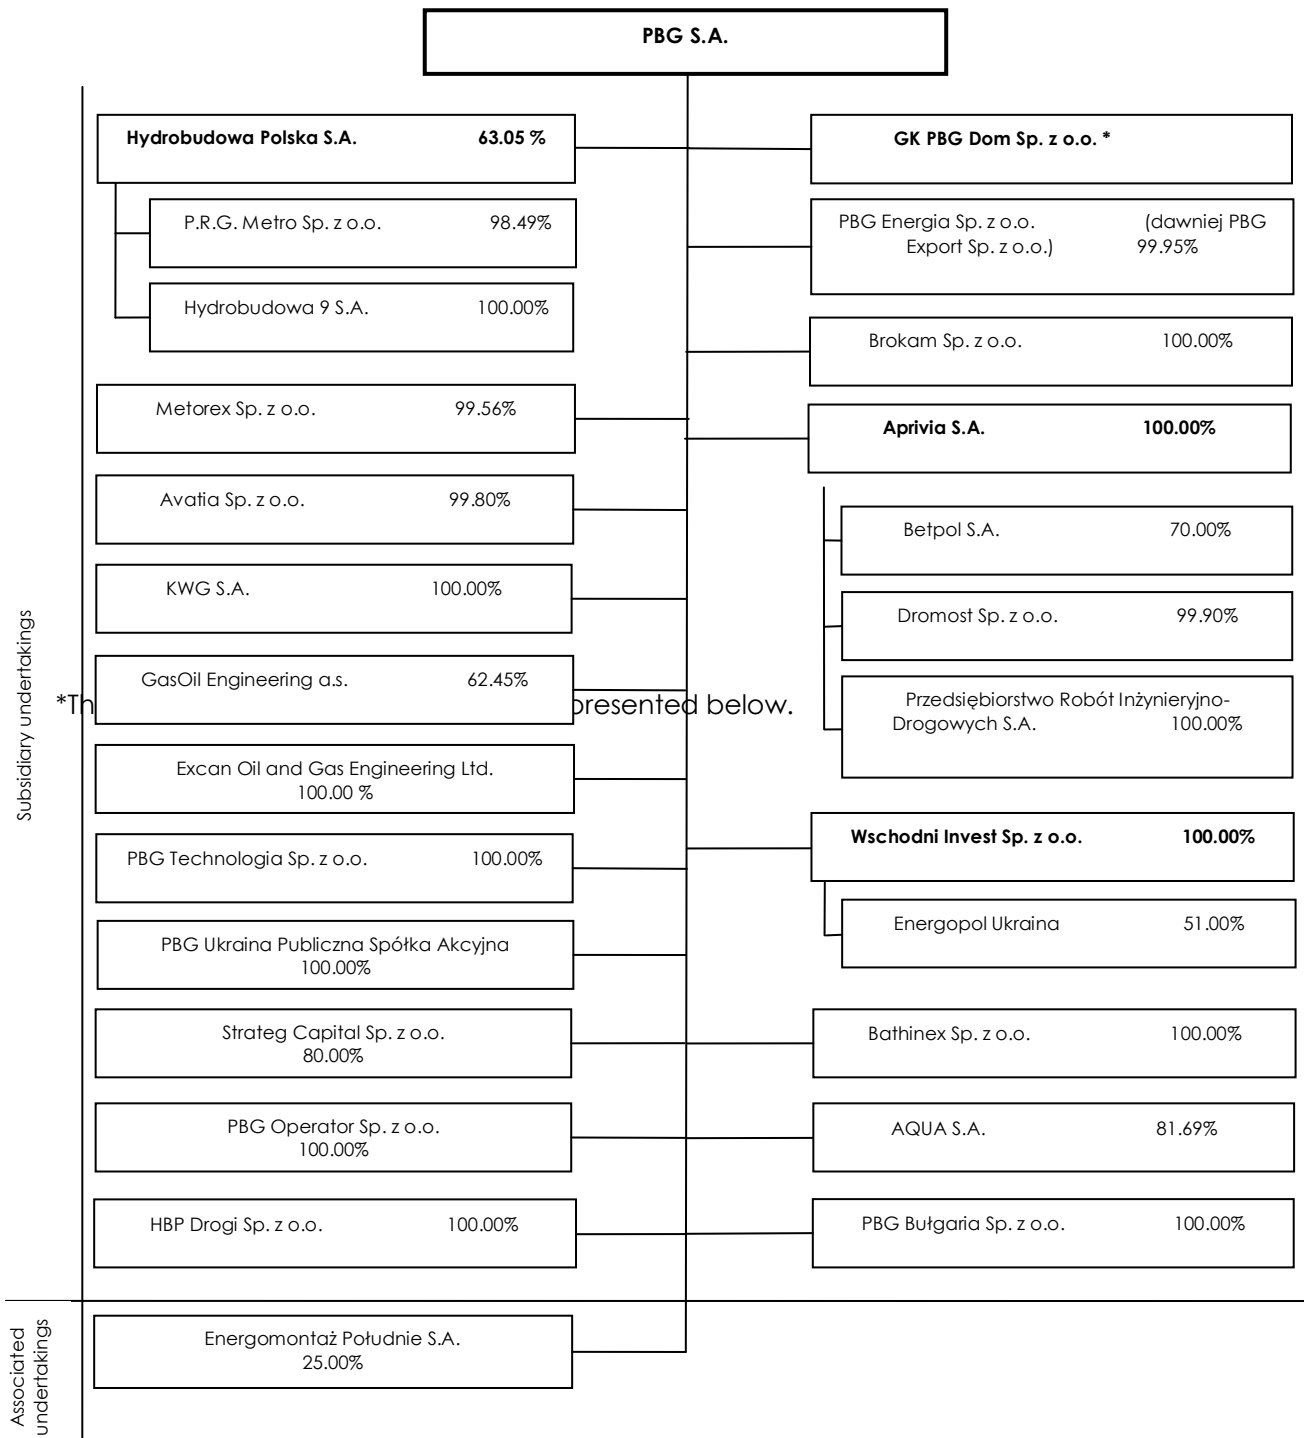 PBG S.A.
Hydrobudowa Polska S.A. 63.05 %
P.R.G. Metro Sp. z o.o. 98.49%
Hydrobudowa 9 S.A. 100.00%
Metorex Sp. z o.o. 99.56%
Avatia Sp. z o.o. 99.80%
KWG S.A. 100.00%
GasOil Engineering a.s. 62.45%
*Th presented below.
Excan Oil and Gas Engineering Ltd.
100.00 %
PBG Technologia Sp. z o.o. 100.00%
PBG Ukraina Publiczna Spółka Akcyjna
100.00%
Strateg Capital Sp. z o.o.
80.00%
PBG Operator Sp. z o.o.
100.00%
HBP Drogi Sp. z o.o. 100.00%
GK PBG Dom Sp. z o.o. *
PBG Energia Sp. z o.o. (dawniej PBG
Export Sp. z o.o.) 99.95%
Brokam Sp. z o.o. 100.00%
Aprivia S.A. 100.00%
Betpol S.A. 70.00%
Dromost Sp. z o.o. 99.90%
Przedsiębiorstwo Robót Inżynieryjno-
Drogowych S.A. 100.00%
Wschodni Invest Sp. z o.o. 100.00%
Energopol Ukraina 51.00%
Bathinex Sp. z o.o. 100.00%
AQUA S.A. 81.69%
PBG Bułgaria Sp. z o.o. 100.00%
Subsidiary undertakings
Energomontaż Południe S.A.
25.00%
Associated
undertakings